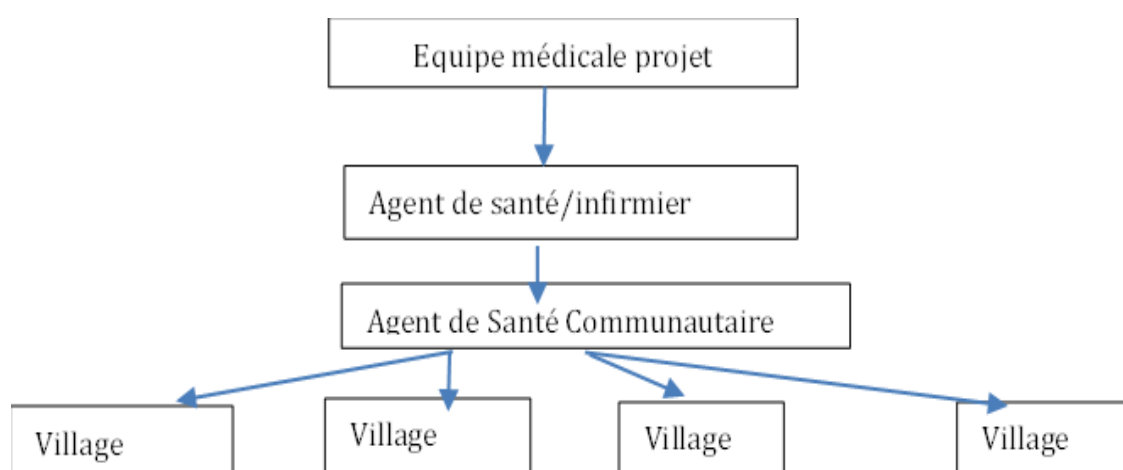 Equipe médicale projet
Agent de santé/infirmier
Agent de Santé Communautaire
Village
Village
Village
Village